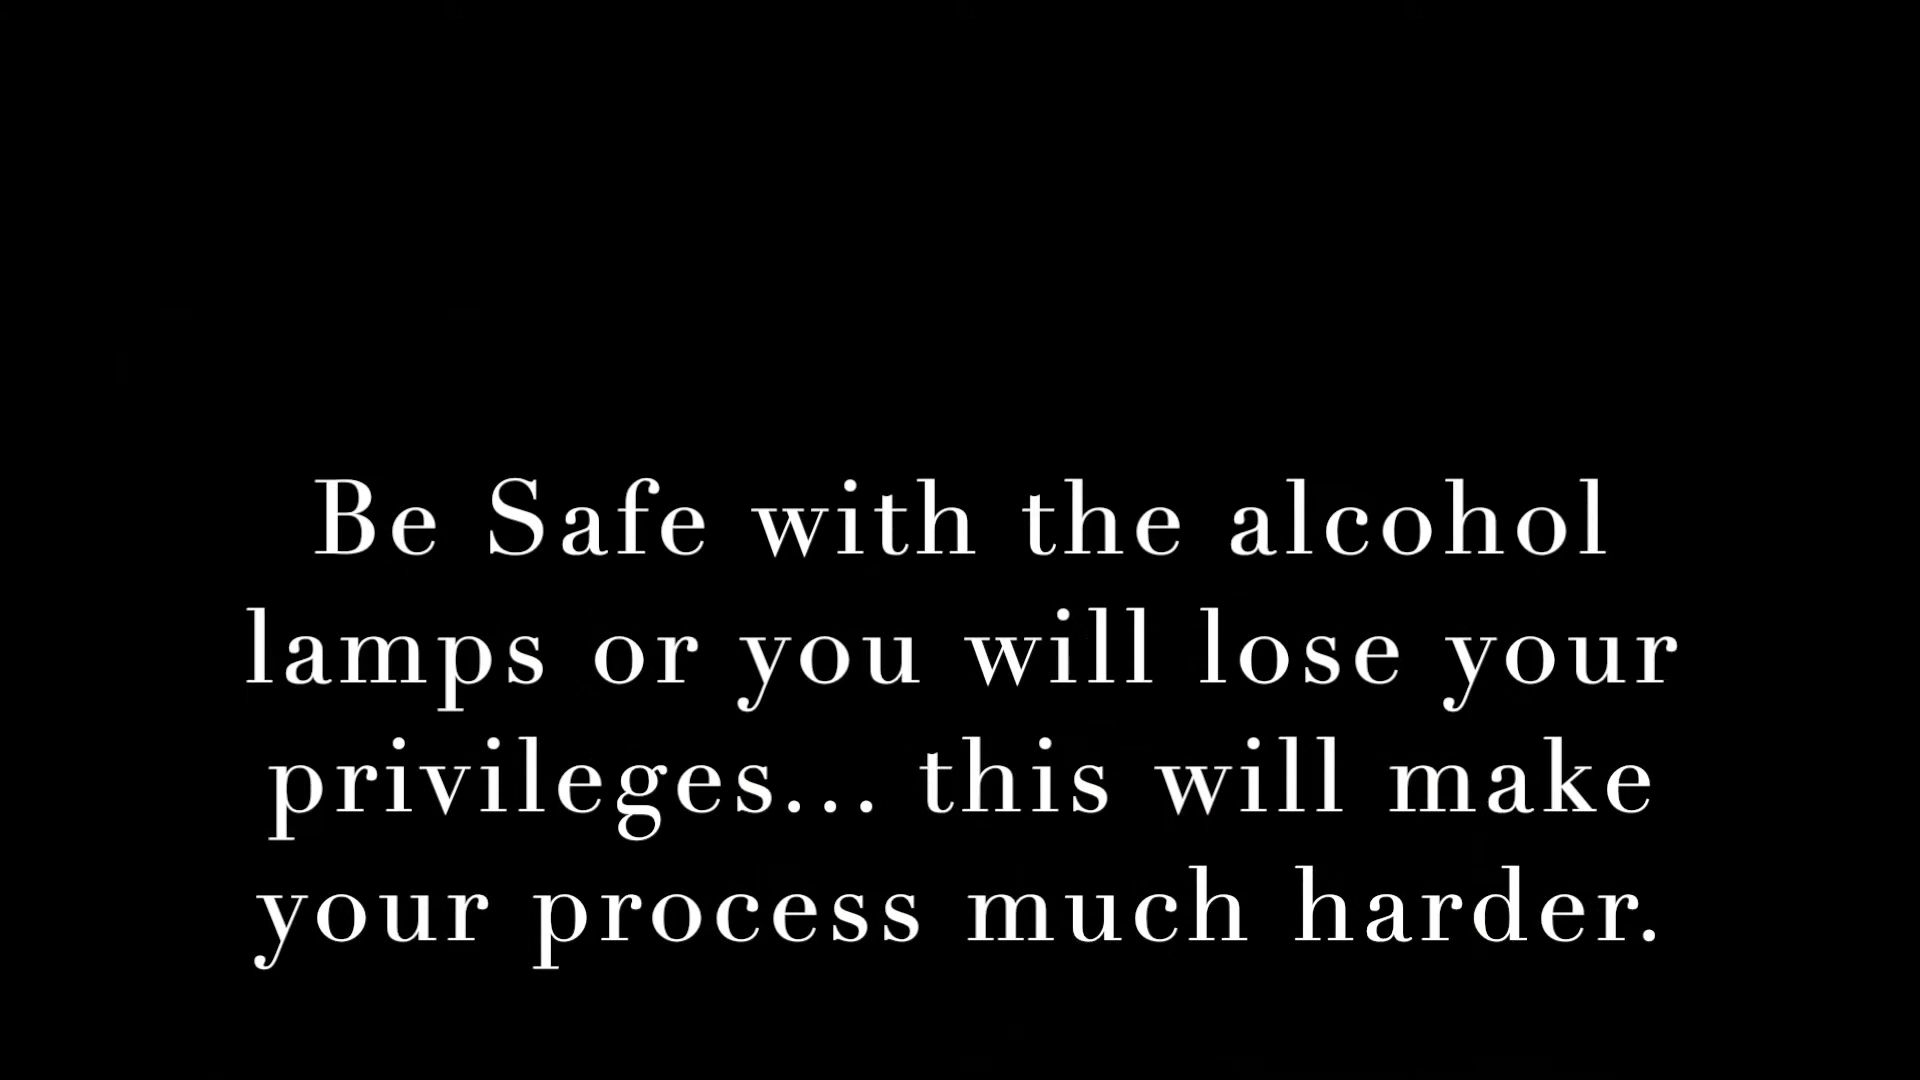 Be Safe with the alcohol
lamps or you will lose your
privileges... this will make
your process much harder.